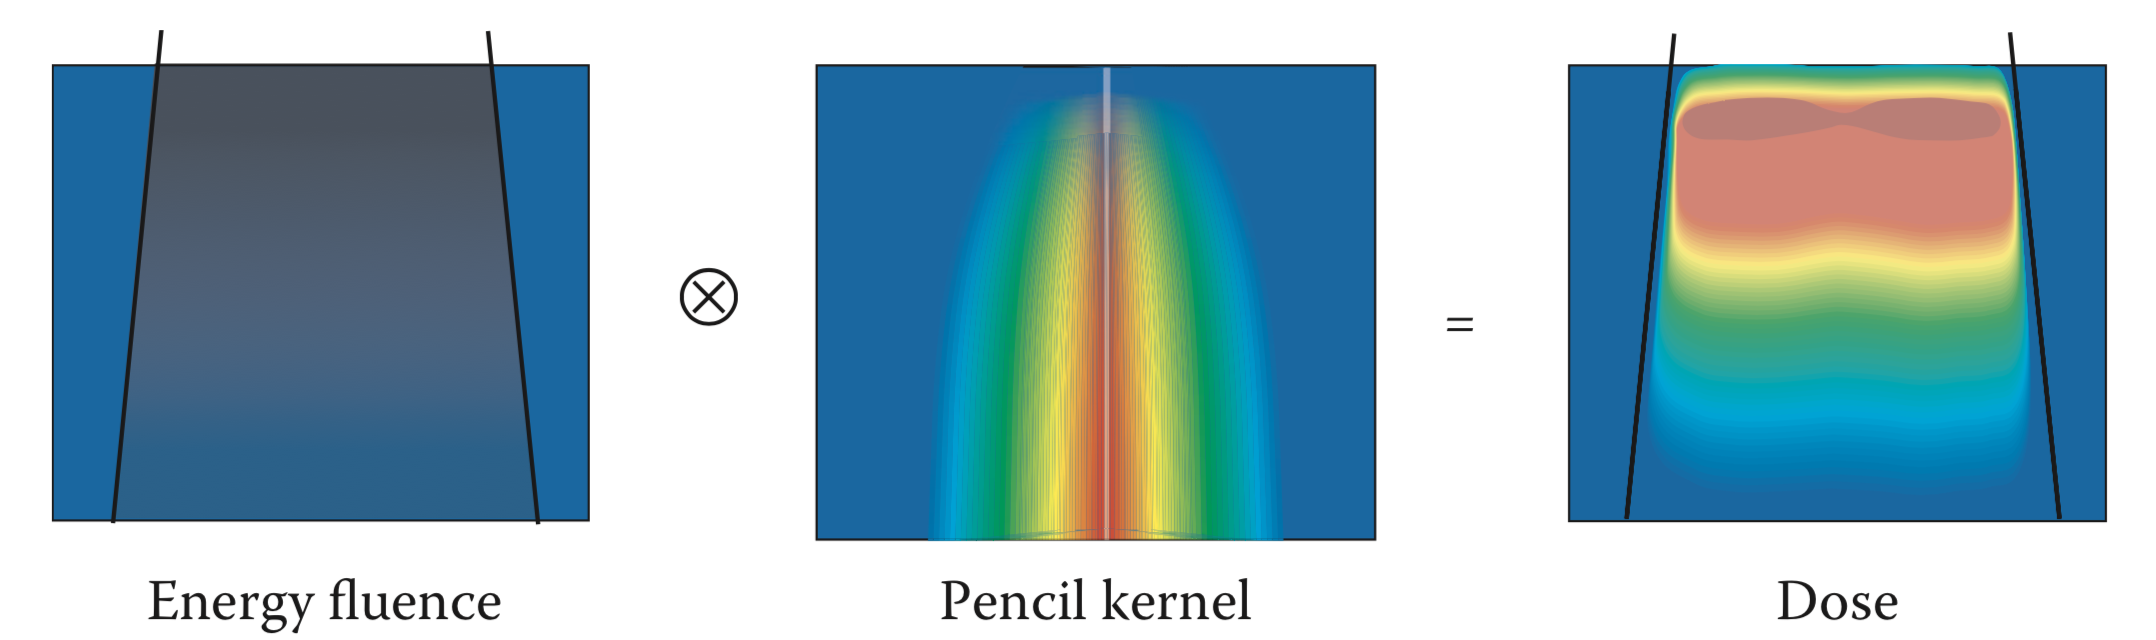 ⊗
=
Energy fluence
Pencil kernel
Dose